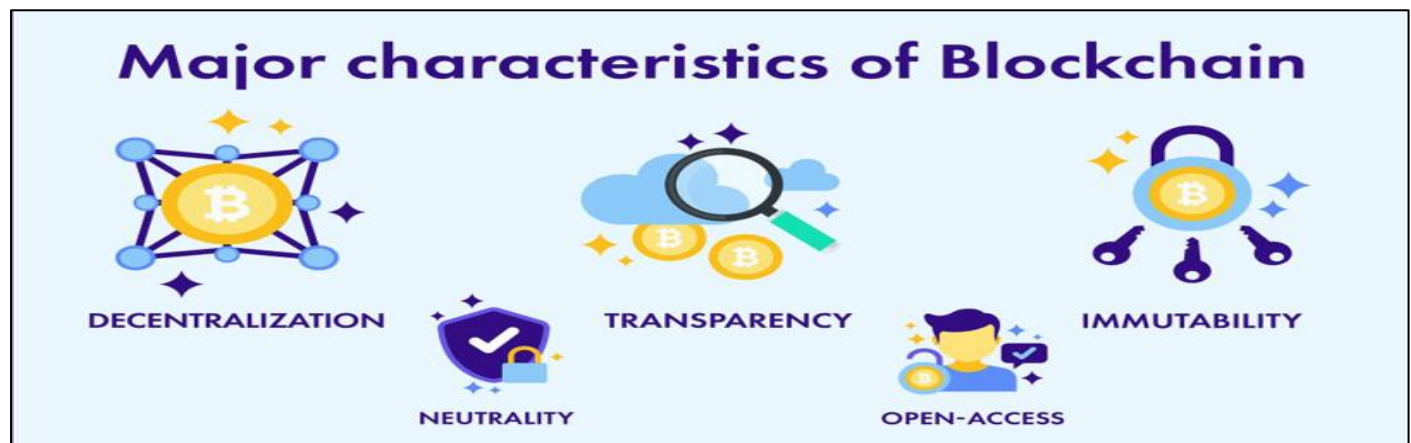 Major characteristics of Blockchain
DECENTRALIZATION
TRANSPARENCY
IMMUTABILITY
NEUTRALITY
OPEN-ACCESS